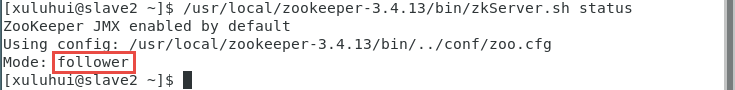 [xuluhui@slave2 ~]$ /usr/local/zookeeper-3.4.13/bin/zkServer.sh status
ZooKeeper JMX enabled by default
Using config: /usr/local/zookeeper-3.4.13/bin/../conf/zoo.cfg
Mode: follower
[xuluhui@slave2 ~]$